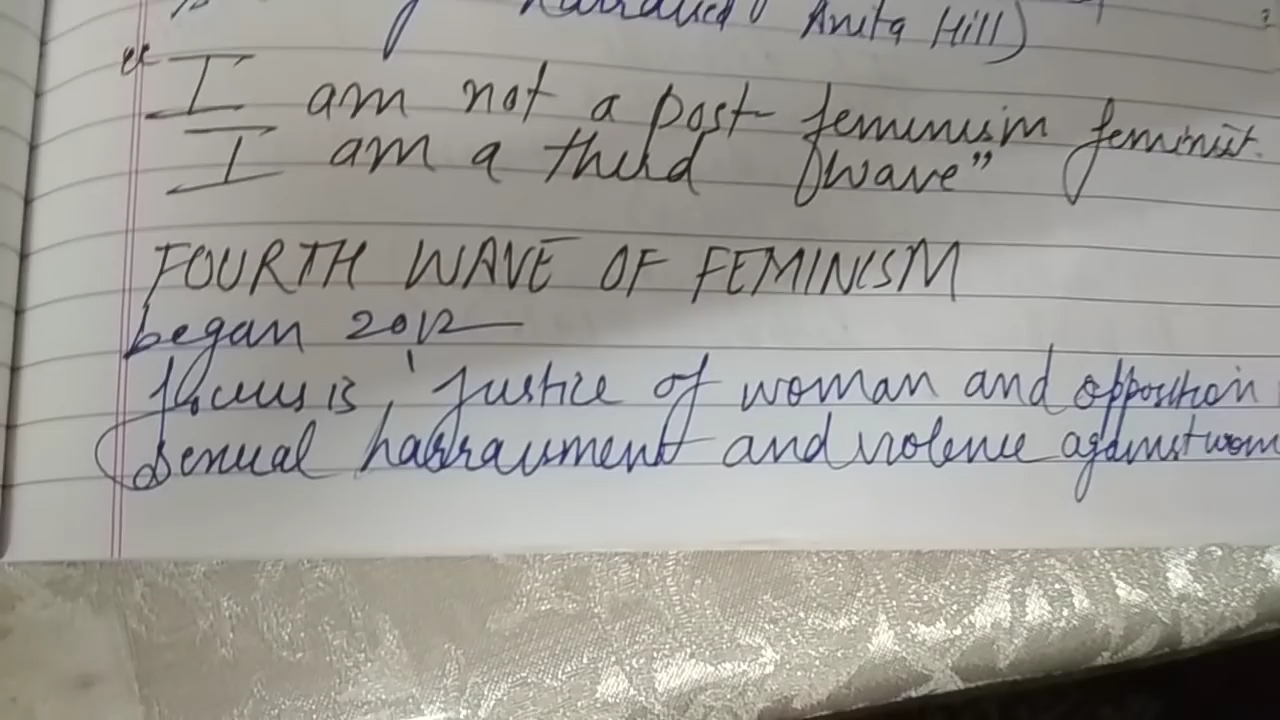 Anita Hill)
"I am not a post-feminism feminist.
I am a third wave"
FOURTH WAVE OF FEMINISM
began 2012
focus is, justice of woman and opposition
sexual harrasment and violence against wom